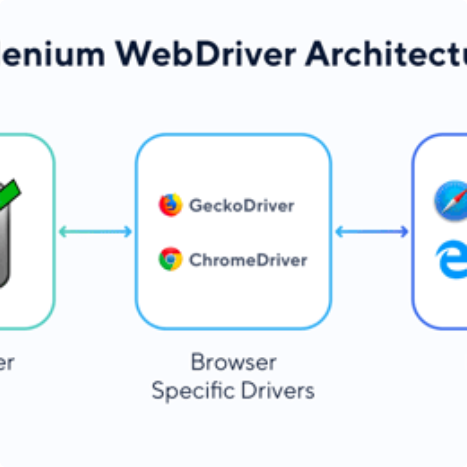 lenium WebDriver Architectu
GeckoDriver
ChromeDriver
er
Browser
Specific Drivers